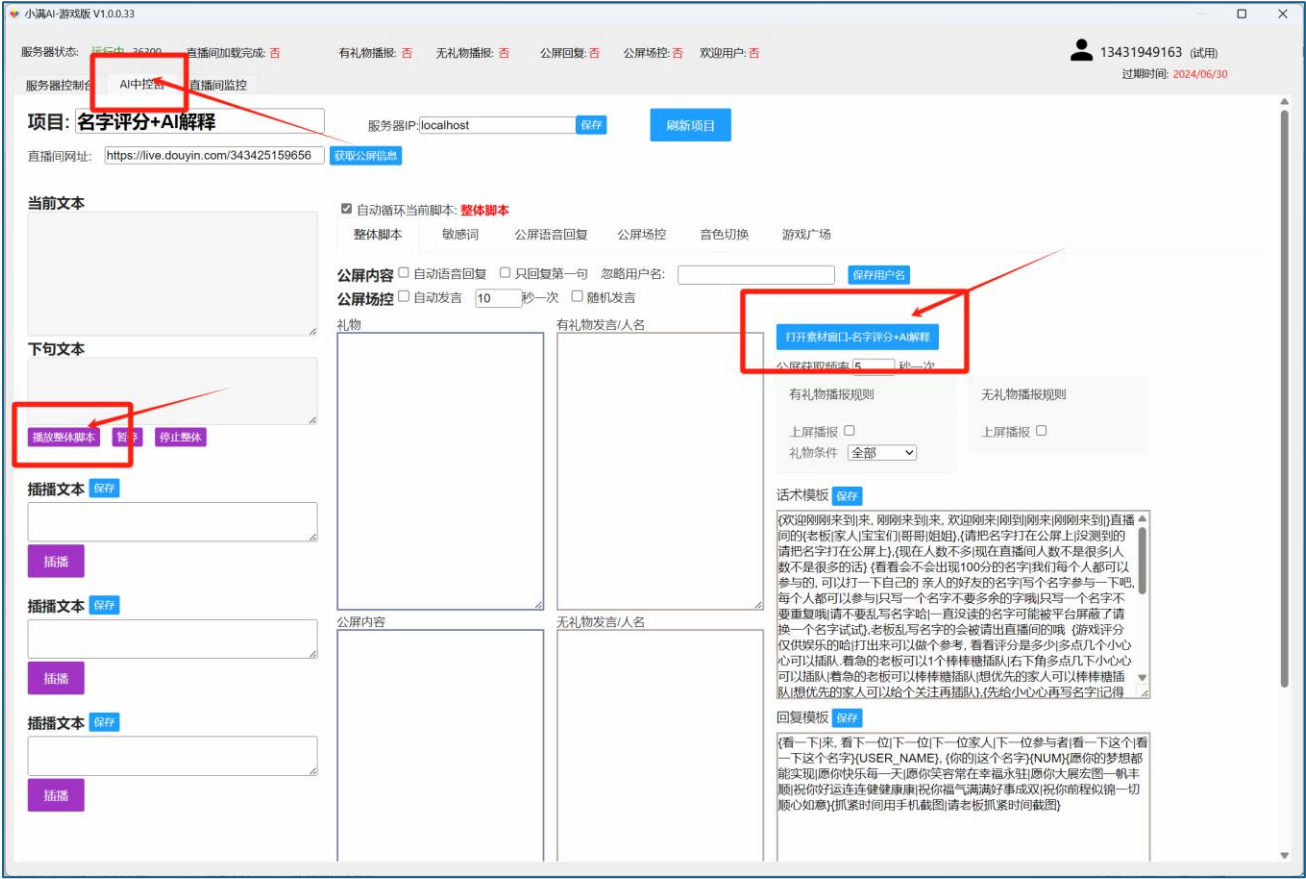 小满AI-游戏版 V1.0.0.33
服务器状态: 运行中 36300 直播间加载完成: 否 有礼物播报: 否 无礼物播报: 否 公屏回复: 否 公屏场控: 否 欢迎用户: 否
13431949163 (试用)
过期时间: 2024/06/30
服务器控制台 AI中控台 直播间监控
项目: 名字评分+AI解释 服务器IP: localhost 保存 刷新项目
直播间网址: https://live.douyin.com/343425159656 获取公屏信息
当前文本
自动循环当前脚本: 整体脚本
整体脚本 敏感词 公屏语音回复 公屏场控 音色切换 游戏广场
公屏内容 自动语音回复 只回复第一句 忽略用户名: 保存用户名
公屏场控 自动发言 10 秒一次 随机发言
礼物 有礼物发言/人名
打开素材窗口-名字评分+AI解释
公屏获取频率 5 秒一次
下句文本
播放整体脚本 暂停 停止整体
有礼物播报规则 无礼物播报规则
上屏播报 上屏播报
礼物条件 全部
插播文本 保存
插播
插播文本 保存
插播
插播文本 保存
插播
公屏内容 无礼物发言/人名
话术模板 保存
{欢迎刚刚来到|来, 刚刚来到|来, 欢迎刚来|刚到|刚来|刚刚来到|}直播
间的{老板|家人|宝宝们|哥哥|姐姐},{请把名字打在公屏上|没测到的
请把名字打在公屏上},{现在人数不多|现在直播间人数不是很多|人
数不是很多的话} {看看会不会出现100分的名字|我们每个人都可以
参与的, 可以打一下自己的 亲人的好友的名字|写个名字参与一下吧,
每个人都可以参与|只写一个名字不要多余的字哦|只写一个名字不
要重复哦|请不要乱写名字哈|一直没读的名字可能被平台屏蔽了请
换一个名字试试},老板乱写名字的会被请出直播间的哦 {游戏评分
仅供娱乐的哈|打出来可以做个参考, 看看评分是多少|多点几个小心
心可以插队.着急的老板可以1个棒棒糖插队|右下角多点几下小心心
可以插队|着急的老板可以棒棒糖插队|想优先的家人可以棒棒糖插
队|想优先的家人可以给个关注再插队},{先给小心心再写名字|记得
回复模板 保存
{看一下|来, 看下一位|下一位|下一位家人|下一位参与者|看一下这个|看
一下这个名字}{USER_NAME}, {你的|这个名字}{NUM}{愿你的梦想都
能实现|愿你快乐每一天|愿你笑容常在幸福永驻|愿你大展宏图一帆丰
顺|祝你好运连连健健康康|祝你福气满满好事成双|祝你前程似锦一切
顺心如意}{抓紧时间用手机截图|请老板抓紧时间截图}